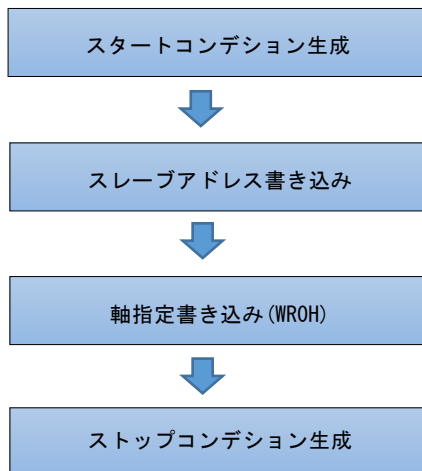 スタートコンデション生成
スレーブアドレス書き込み
軸指定書き込み(WR0H)
ストップコンデション生成